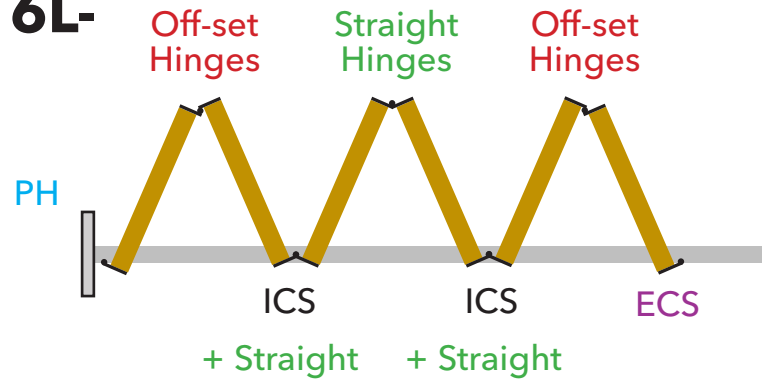 6L-
Off-set
Hinges
Straight
Hinges
Off-set
Hinges
PH
ICS
ICS
ECS
+ Straight
+ Straight